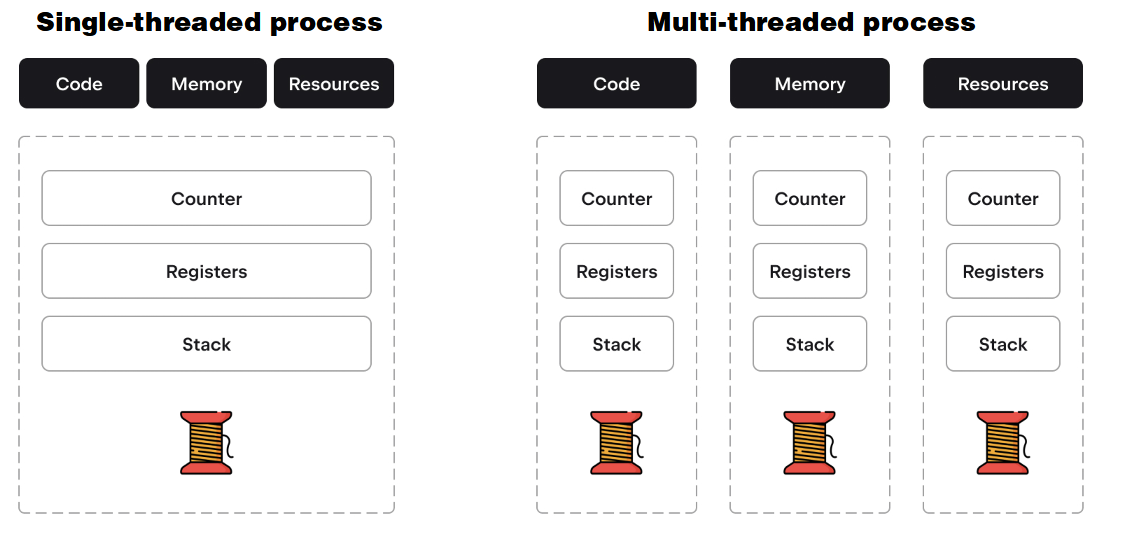 Single-threaded process
Code Memory Resources
Counter
Registers
Stack
Multi-threaded process
Code Memory Resources
Counter Counter Counter
Registers Registers Registers
Stack Stack Stack